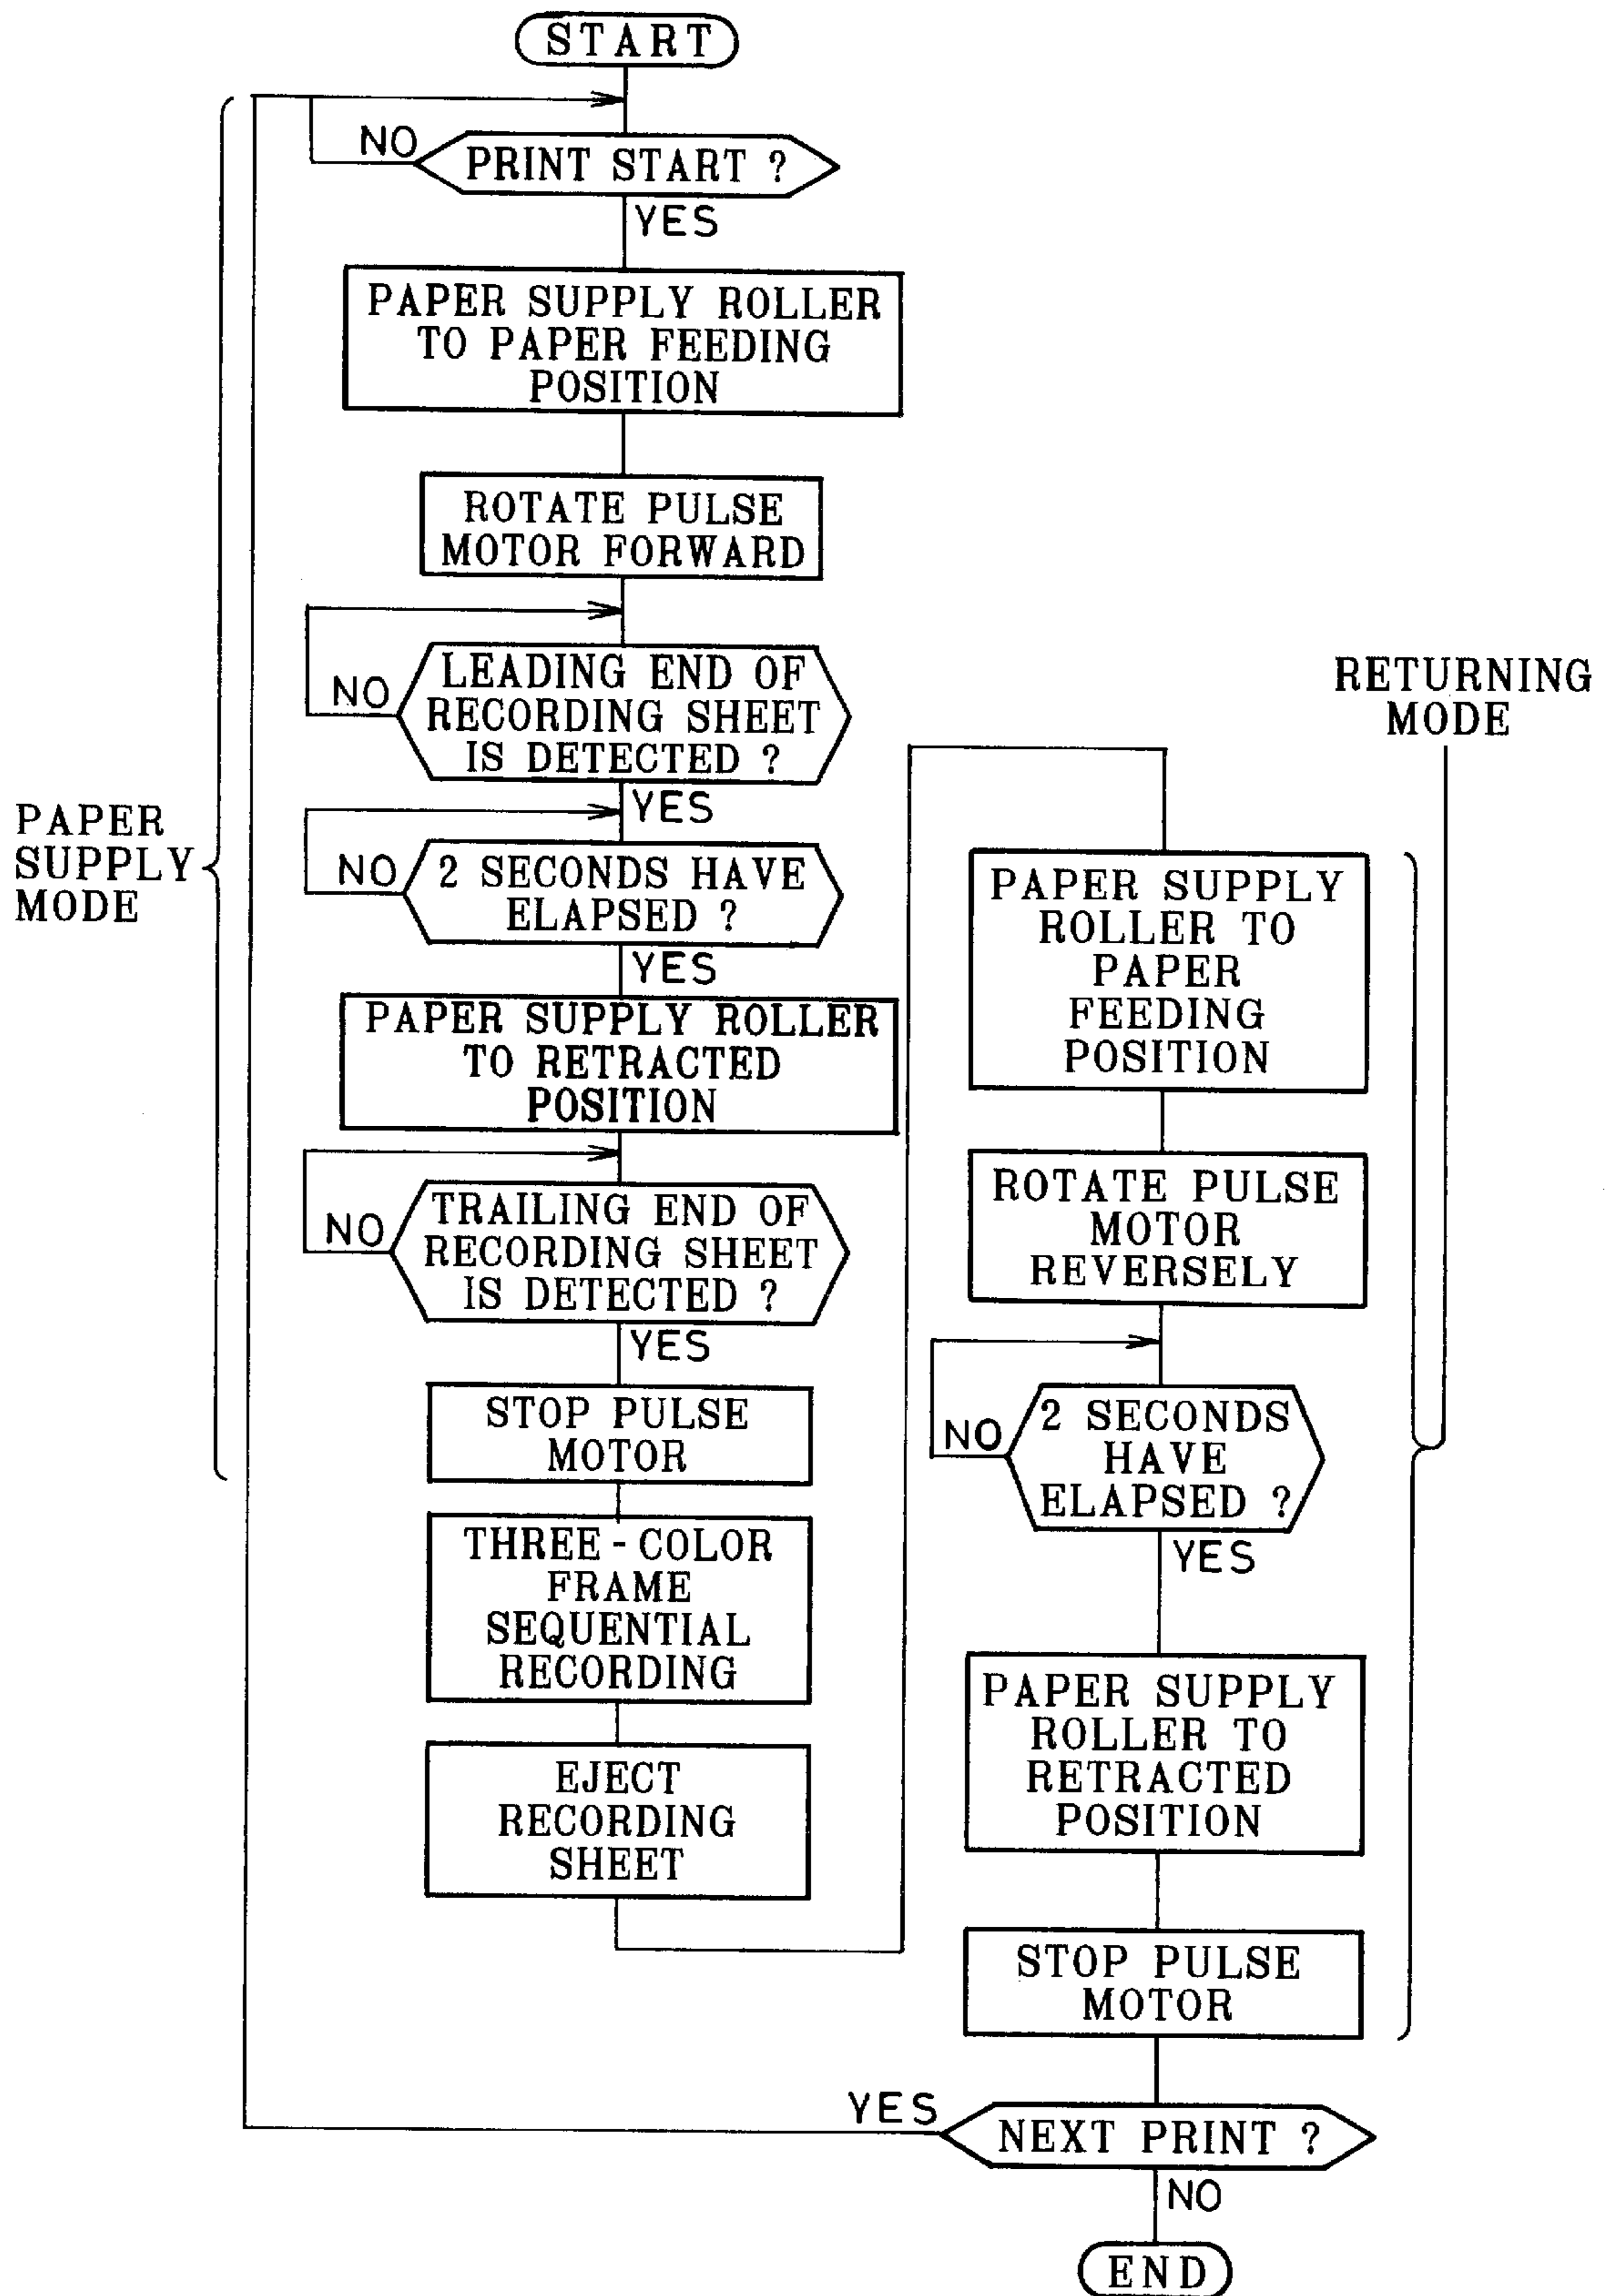 START
NO
PRINT START ?
YES
PAPER SUPPLY ROLLER
TO PAPER FEEDING
POSITION
ROTATE PULSE
MOTOR FORWARD
NO
LEADING END OF
RECORDING SHEET
IS DETECTED ?
YES
NO
2 SECONDS HAVE
ELAPSED ?
YES
PAPER SUPPLY ROLLER
TO RETRACTED
POSITION
NO
TRAILING END OF
RECORDING SHEET
IS DETECTED ?
YES
STOP PULSE
MOTOR
THREE-COLOR
FRAME
SEQUENTIAL
RECORDING
EJECT
RECORDING
SHEET
PAPER
SUPPLY
MODE
RETURNING
MODE
PAPER SUPPLY
ROLLER TO
PAPER
FEEDING
POSITION
ROTATE PULSE
MOTOR
REVERSELY
NO
2 SECONDS
HAVE
ELAPSED ?
YES
PAPER SUPPLY
ROLLER TO
RETRACTED
POSITION
STOP PULSE
MOTOR
YES
NEXT PRINT ?
NO
END